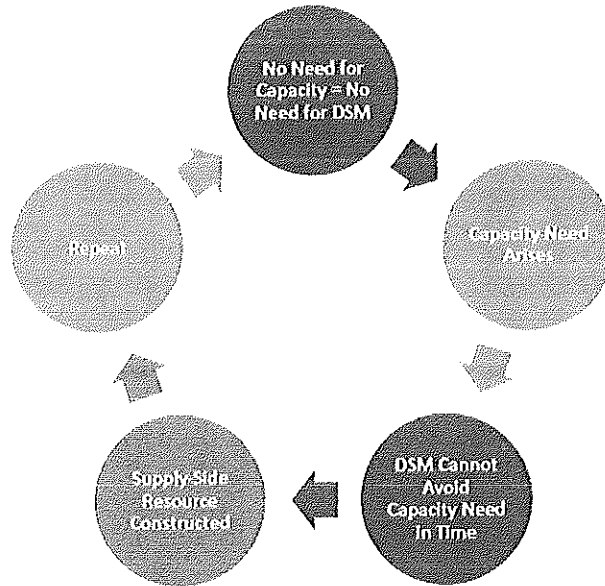 No Need for
Capacity = No
Need for DSM
Capacity Need
Arises
DSM Cannot
Avoid
Capacity Need
in Time
Supply-Side
Resource
Constructed
Repeat